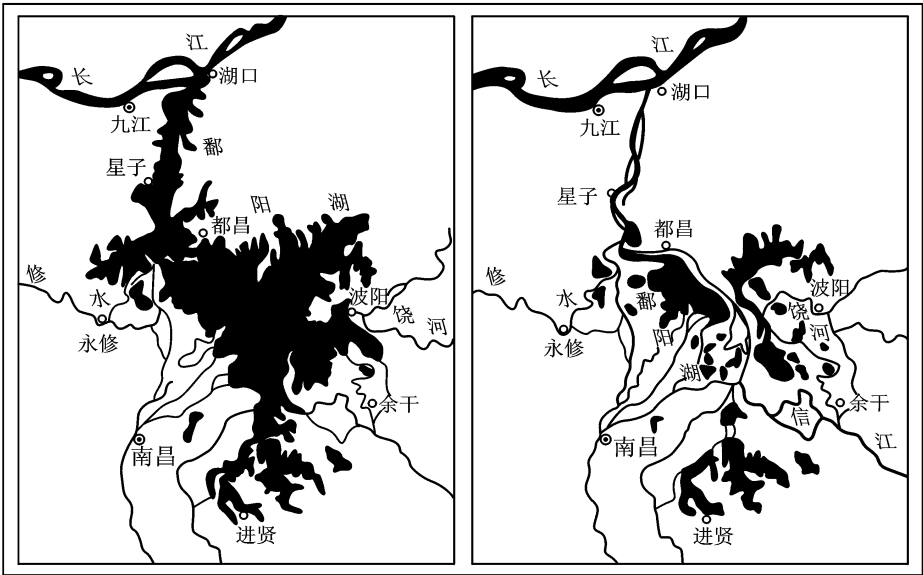 长江
湖口
九江
鄱阳湖
星子
都昌
修水
波阳
饶河
永修
余干
南昌
进贤
长江
湖口
九江
星子
都昌
修水
鄱阳湖
波阳
饶河
永修
信江
余干
南昌
进贤